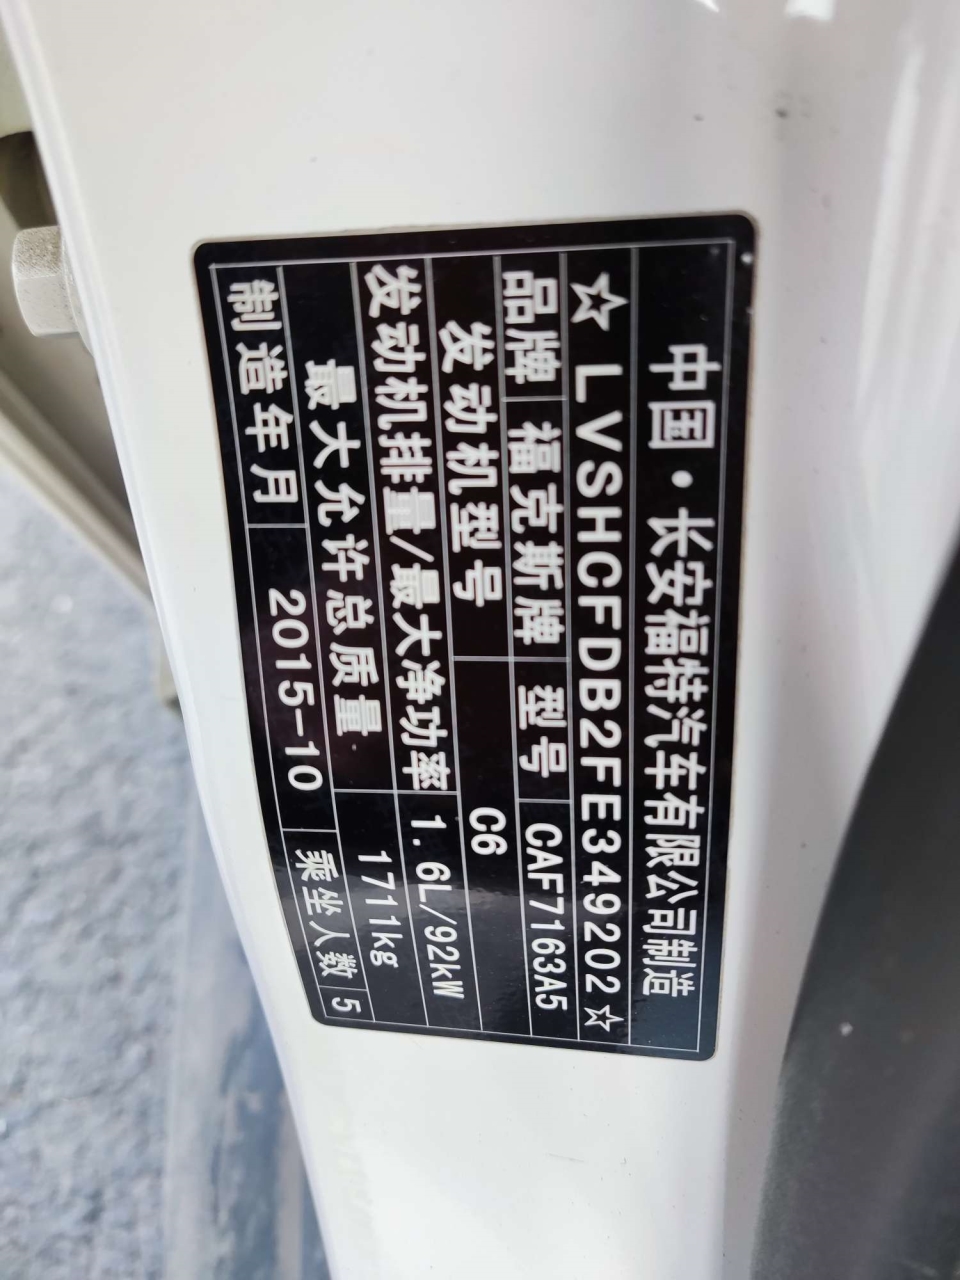 中国·长安福特汽车有限公司制造
☆LVSHCFDB2FE349202☆
品牌 福克斯牌 型号 CAF7163A5
发动机型号 C6
发动机排量/最大净功率 1.6L/92kW
最大允许总质量 1711kg
制造年月 2015-10 乘坐人数 5